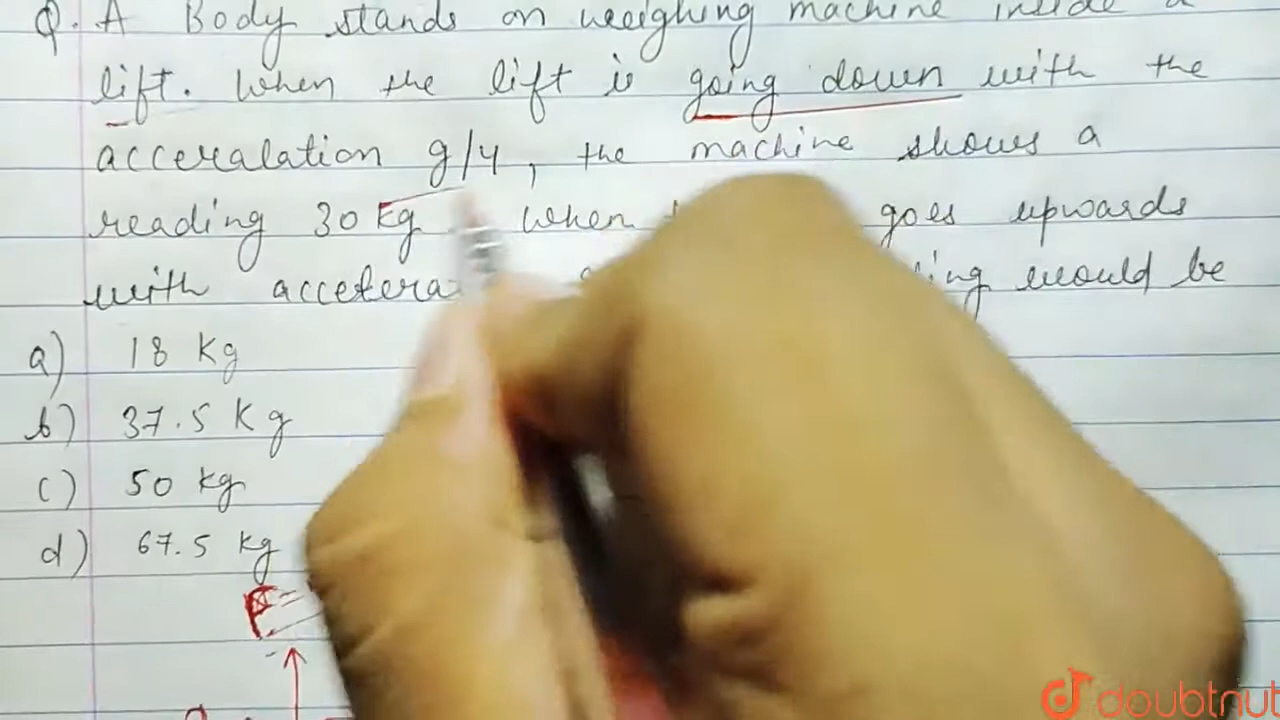 Q. A Body stands on weighing machine inside a
lift. When the lift is going down with the
acceralation g/4, the machine shows a
reading 30 kg when goes upwards
with would be
a) 18 Kg
b) 37.5 Kg
c) 50 kg
d) 67.5 kg
doubtnut